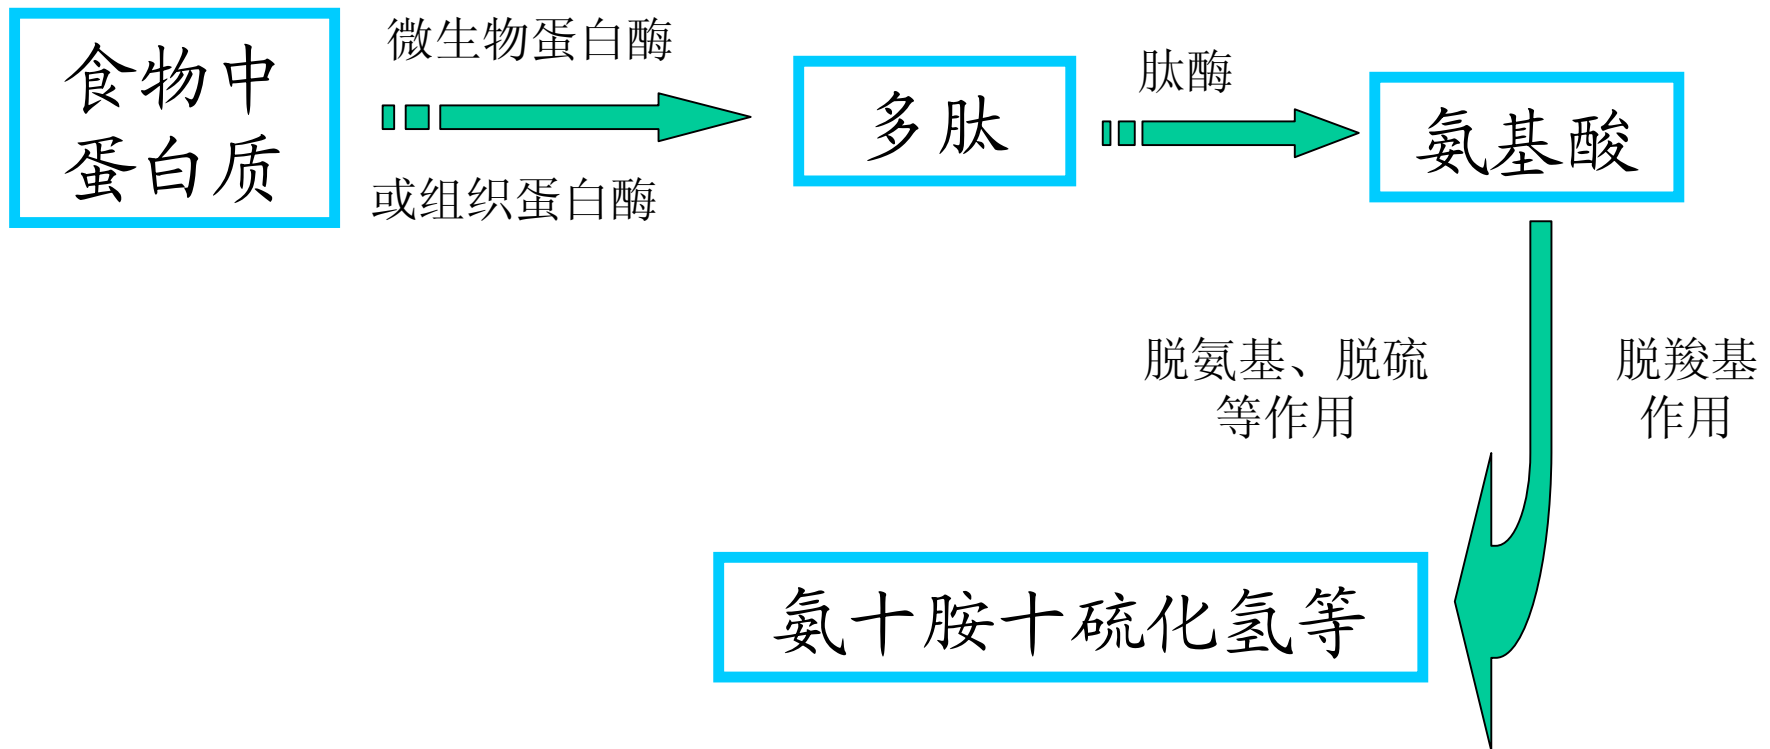 食物中
蛋白质
微生物蛋白酶
或组织蛋白酶
多肽
肽酶
氨基酸
脱氨基、脱硫
等作用
脱羧基
作用
氨十胺十硫化氢等